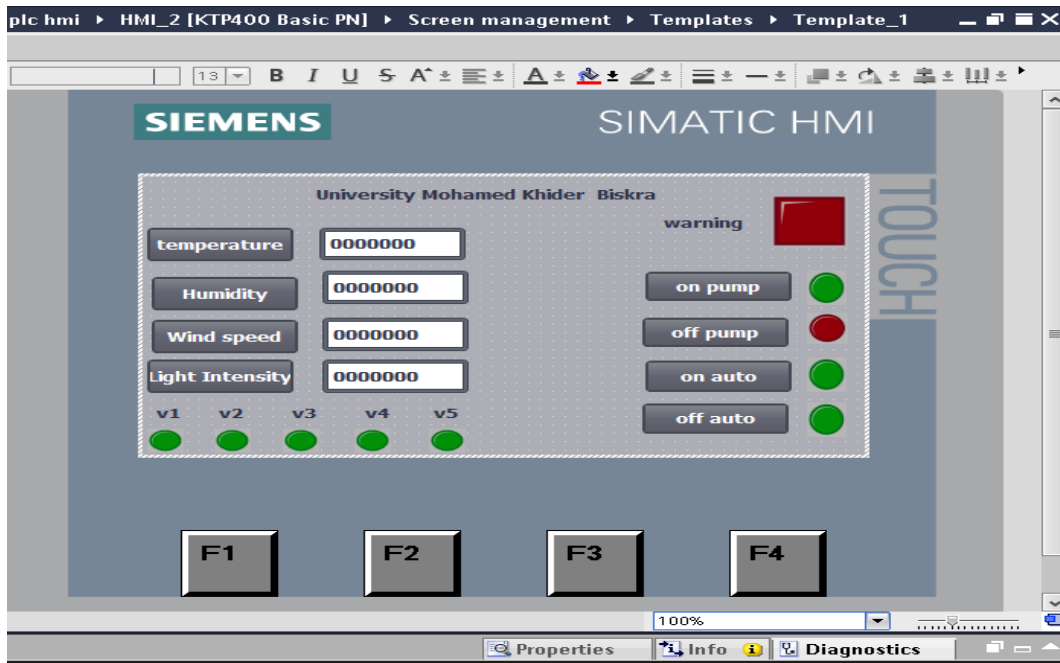 plc hmi ▸ HMI_2 [KTP400 Basic PN] ▸ Screen management ▸ Templates ▸ Template_1
13 B I U S A A
SIEMENS SIMATIC HMI
TOUCH
University Mohamed Khider Biskra
warning
temperature 0000000
Humidity 0000000 on pump
Wind speed 0000000 off pump
Light Intensity 0000000 on auto
v1 v2 v3 v4 v5 off auto
F1 F2 F3 F4
100%
Properties Info Diagnostics